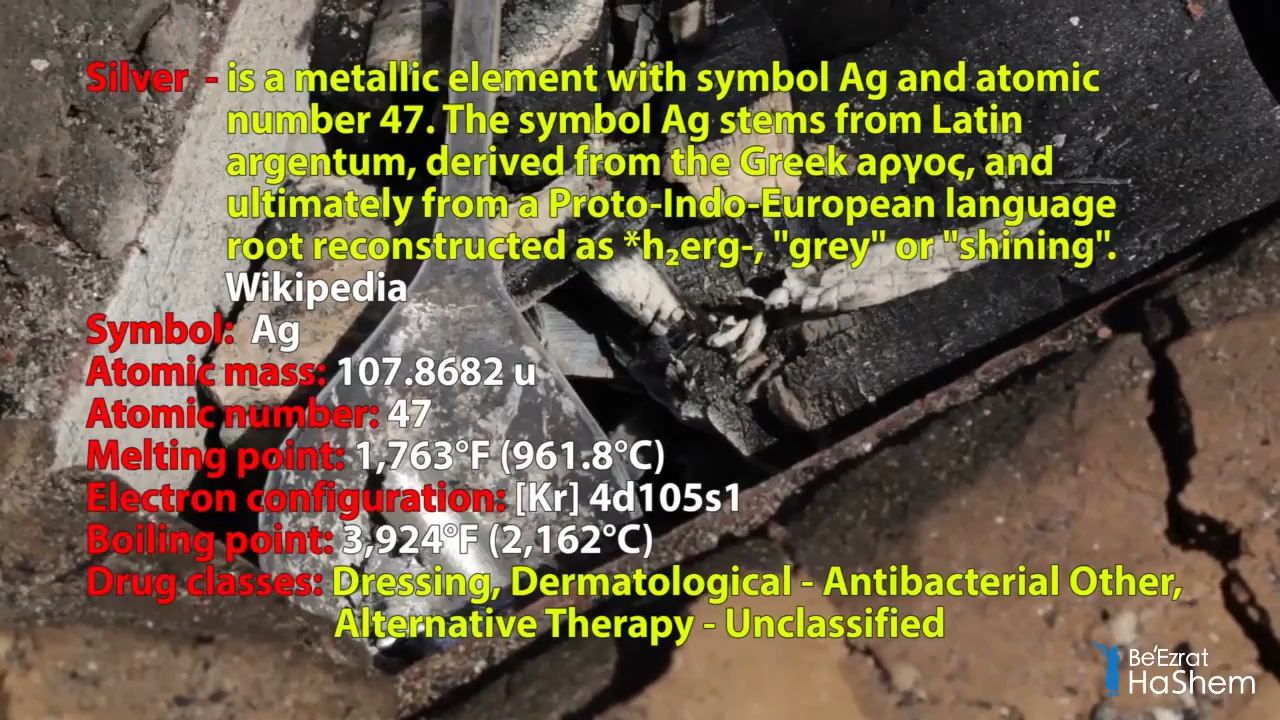 Silver - is a metallic element with symbol Ag and atomic
number 47. The symbol Ag stems from Latin
argentum, derived from the Greek αργος, and
ultimately from a Proto-Indo-European language
root reconstructed as *h₂erg-, "grey" or "shining".
Wikipedia
Symbol: Ag
Atomic mass: 107.8682 u
Atomic number: 47
Melting point: 1,763°F (961.8°C)
Electron configuration: [Kr] 4d105s1
Boiling point: 3,924°F (2,162°C)
Drug classes: Dressing, Dermatological - Antibacterial Other,
Alternative Therapy - Unclassified
Be'Ezrat
HaShem